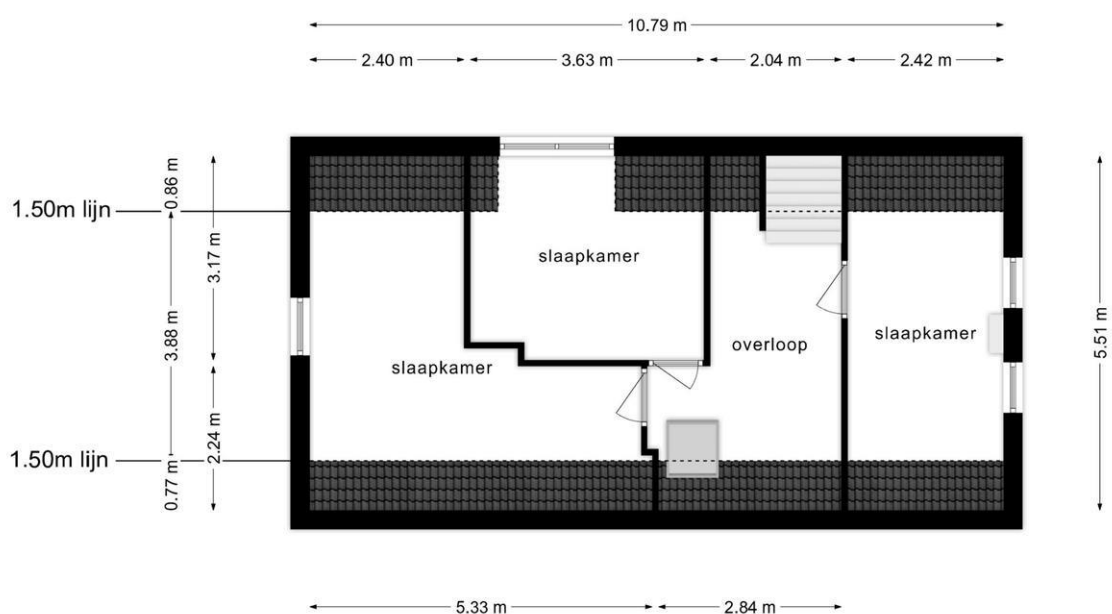 10.79 m
2.40 m
3.63 m
2.04 m
2.42 m
0.86 m
1.50m lijn
3.17 m
slaapkamer
3.88 m
slaapkamer
overloop
slaapkamer
5.51 m
2.24 m
1.50m lijn
0.77 m
5.33 m
2.84 m